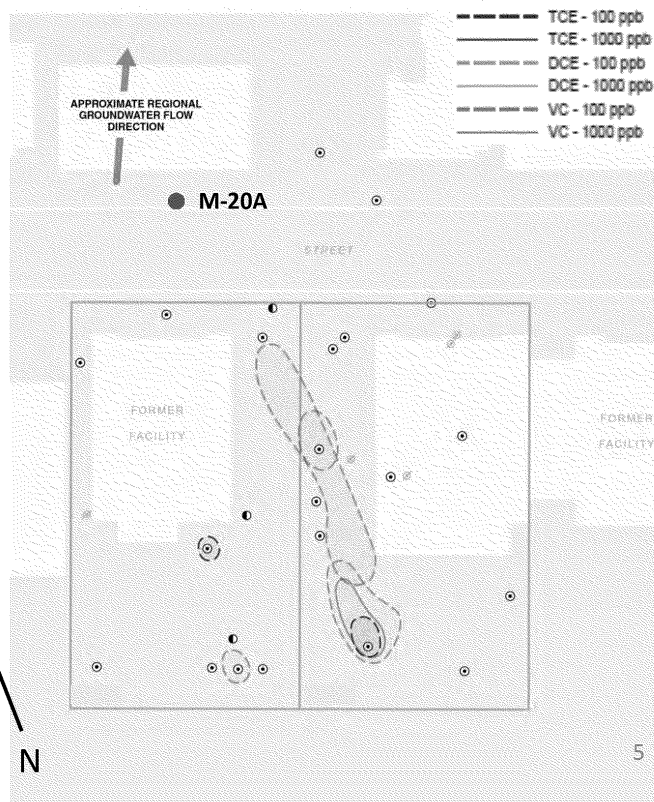 TCE - 100 ppb
TCE - 1000 ppb
DCE - 100 ppb
DCE - 1000 ppb
VC - 100 ppb
VC - 1000 ppb
APPROXIMATE REGIONAL
GROUNDWATER FLOW
DIRECTION
M-20A
STREET
FORMER
FACILITY
FORMER
FACILITY
N
5